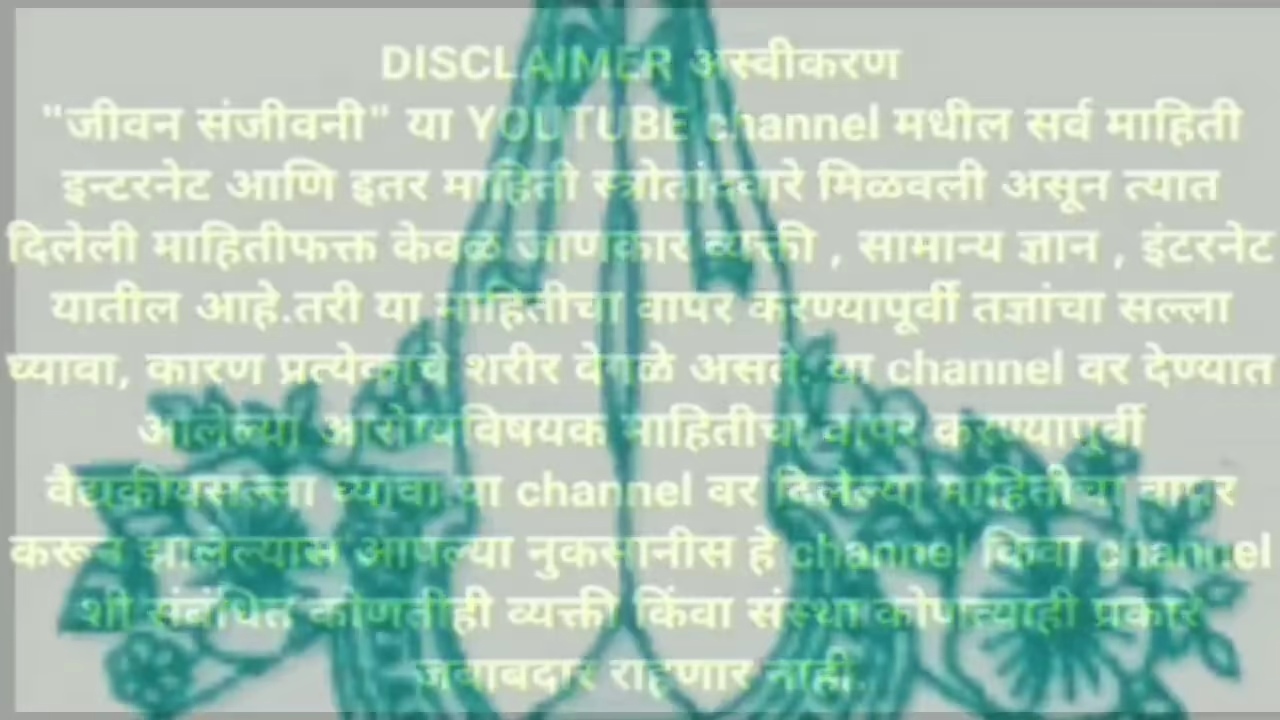 DISCLAIMER अस्वीकरण
"जीवन संजीवनी" या YOUTUBE channel मधील सर्व माहिती
इन्टरनेट आणि इतर माहिती स्त्रोतांद्वारे मिळवली असून त्यात
दिलेली माहितीफक्त केवळ जाणकार व्यक्ती , सामान्य ज्ञान , इंटरनेट
यातील आहे.तरी या माहितीचा वापर करण्यापूर्वी तज्ञांचा सल्ला
घ्यावा, कारण प्रत्येकाचे शरीर वेगळे असते. या channel वर देण्यात
आलेल्या आरोग्यविषयक माहितीचा वापर करण्यापूर्वी
वैद्यकीयसल्ला घ्यावा या channel वर दिलेल्या माहितीचा वापर
करून झालेल्यास आपल्या नुकसानीस हे channel किंवा channel
शी संबंधित कोणतीही व्यक्ती किंवा संस्था कोणत्याही प्रकारे
जवाबदार राहणार नाही.